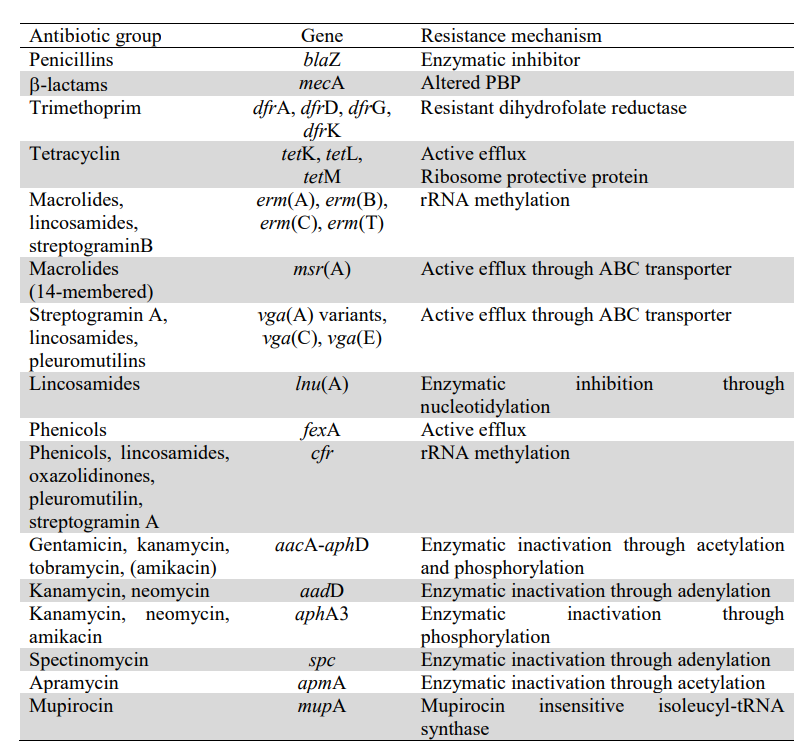 Antibiotic group Gene Resistance mechanism
Penicillins blaZ Enzymatic inhibitor
β-lactams mecA Altered PBP
Trimethoprim dfrA, dfrD, dfrG, Resistant dihydrofolate reductase
dfrK
Tetracyclin tetK, tetL, Active efflux
tetM Ribosome protective protein
Macrolides, erm(A), erm(B), rRNA methylation
lincosamides, erm(C), erm(T)
streptograminB
Macrolides msr(A) Active efflux through ABC transporter
(14-membered)
Streptogramin A, vga(A) variants, Active efflux through ABC transporter
lincosamides, vga(C), vga(E)
pleuromutilins
Lincosamides lnu(A) Enzymatic inhibition through
nucleotidylation
Phenicols fexA Active efflux
Phenicols, lincosamides, cfr rRNA methylation
oxazolidinones,
pleuromutilin,
streptogramin A
Gentamicin, kanamycin, aacA-aphD Enzymatic inactivation through acetylation
tobramycin, (amikacin) and phosphorylation
Kanamycin, neomycin aadD Enzymatic inactivation through adenylation
Kanamycin, neomycin, aphA3 Enzymatic inactivation through
amikacin phosphorylation
Spectinomycin spc Enzymatic inactivation through adenylation
Apramycin apmA Enzymatic inactivation through acetylation
Mupirocin mupA Mupirocin insensitive isoleucyl-tRNA
synthase